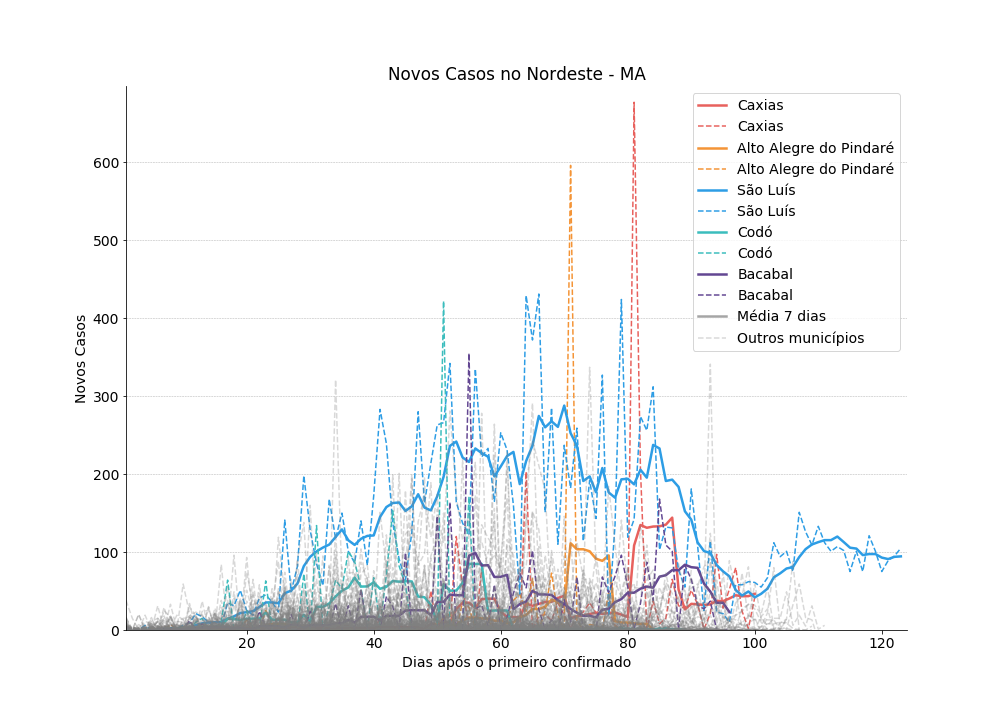 Novos Casos no Nordeste - MA
Caxias
Caxias
Alto Alegre do Pindaré
Alto Alegre do Pindaré
São Luís
São Luís
Codó
Codó
Bacabal
Bacabal
Média 7 dias
Outros municípios
Novos Casos
600
500
400
300
200
100
0
20
40
60
80
100
120
Dias após o primeiro confirmado